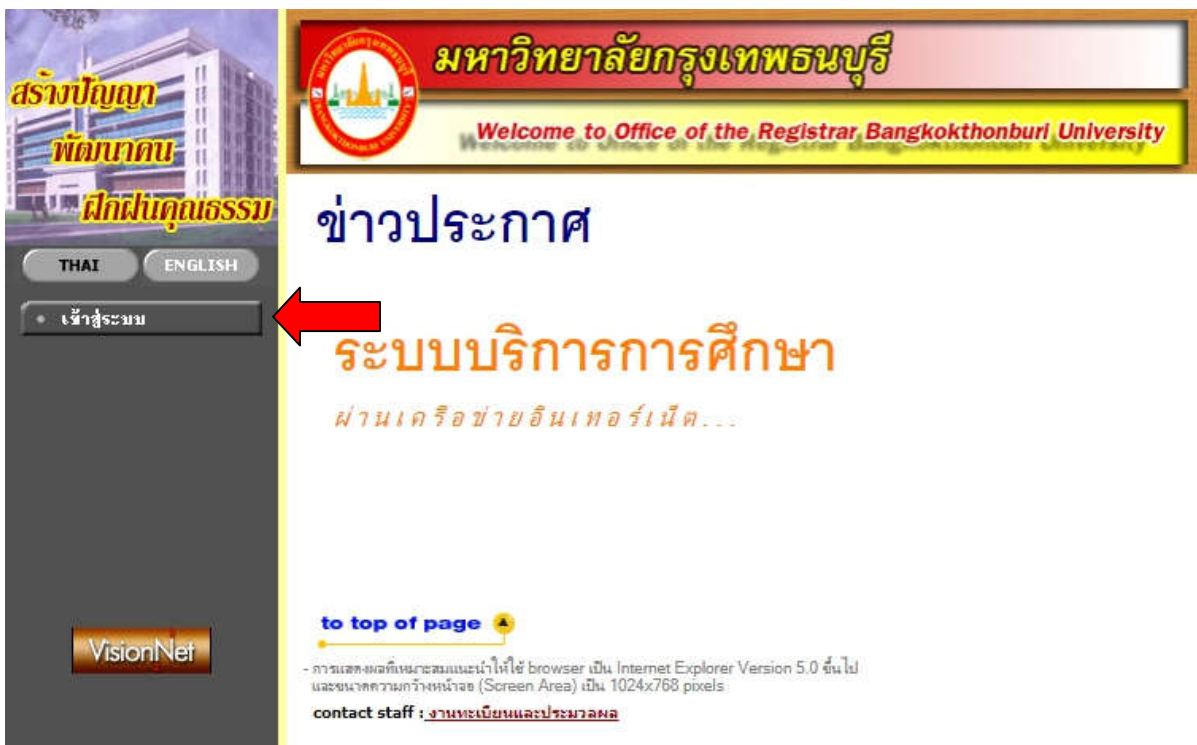 สร้างปัญญา
พัฒนาคน
ฝึกฝนคุณธรรม
THAI
ENGLISH
เข้าสู่ระบบ
VisionNet
มหาวิทยาลัยกรุงเทพธนบุรี
Welcome to Office of the Registrar Bangkokthonburi University
ข่าวประกาศ
ระบบบริการการศึกษา
ผ่านเครือข่ายอินเทอร์เน็ต...
to top of page
- การแสดงผลที่เหมาะสมแนะนำให้ใช้ browser เป็น Internet Explorer Version 5.0 ขึ้นไป
และขนาดความกว้างหน้าจอ (Screen Area) เป็น 1024x768 pixels
contact staff : งานทะเบียนและประมวลผล